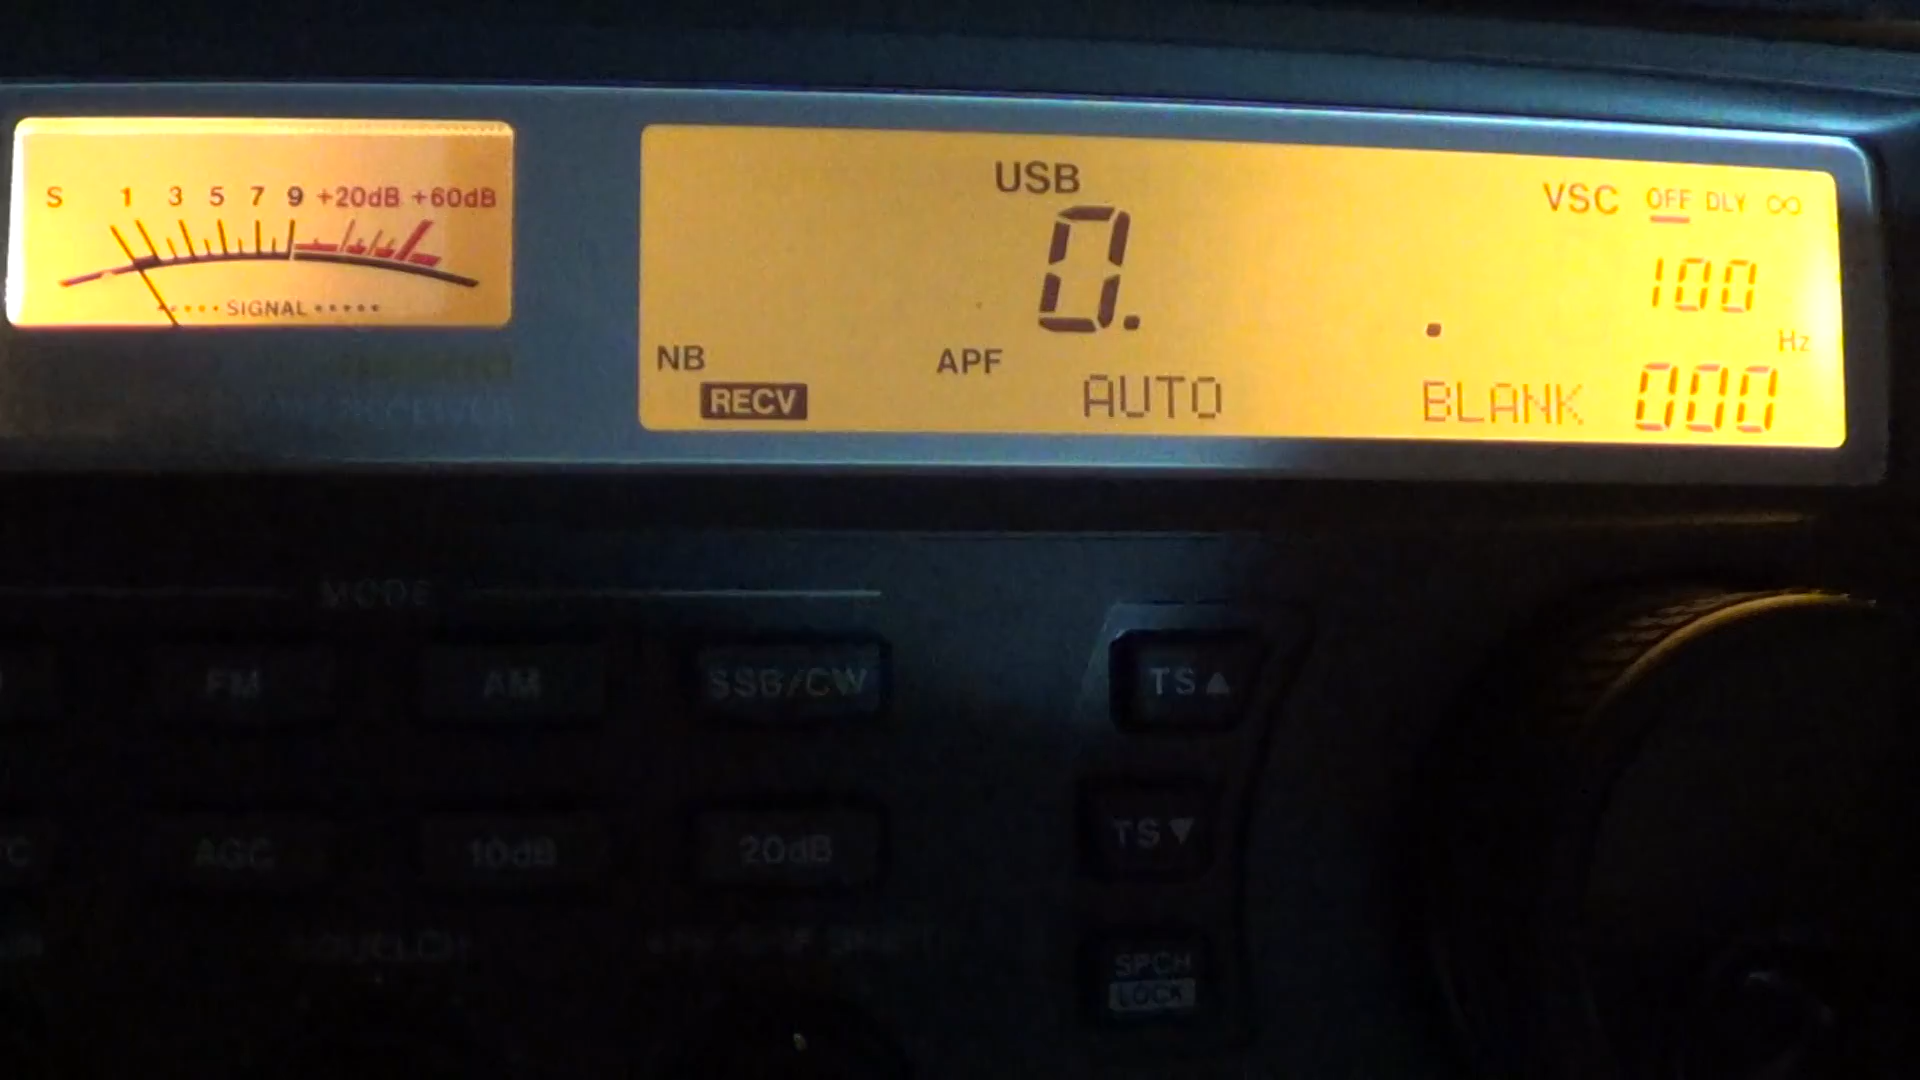 S 1 3 5 7 9 +20dB +60dB
SIGNAL
USB
VSC OFF DLY ∞
0. .
100
Hz
NB APF
RECV AUTO BLANK 000
MODE
FM AM SSB/CW TS▲
AGC 10dB 20dB TS▼
SPCH
LOCK